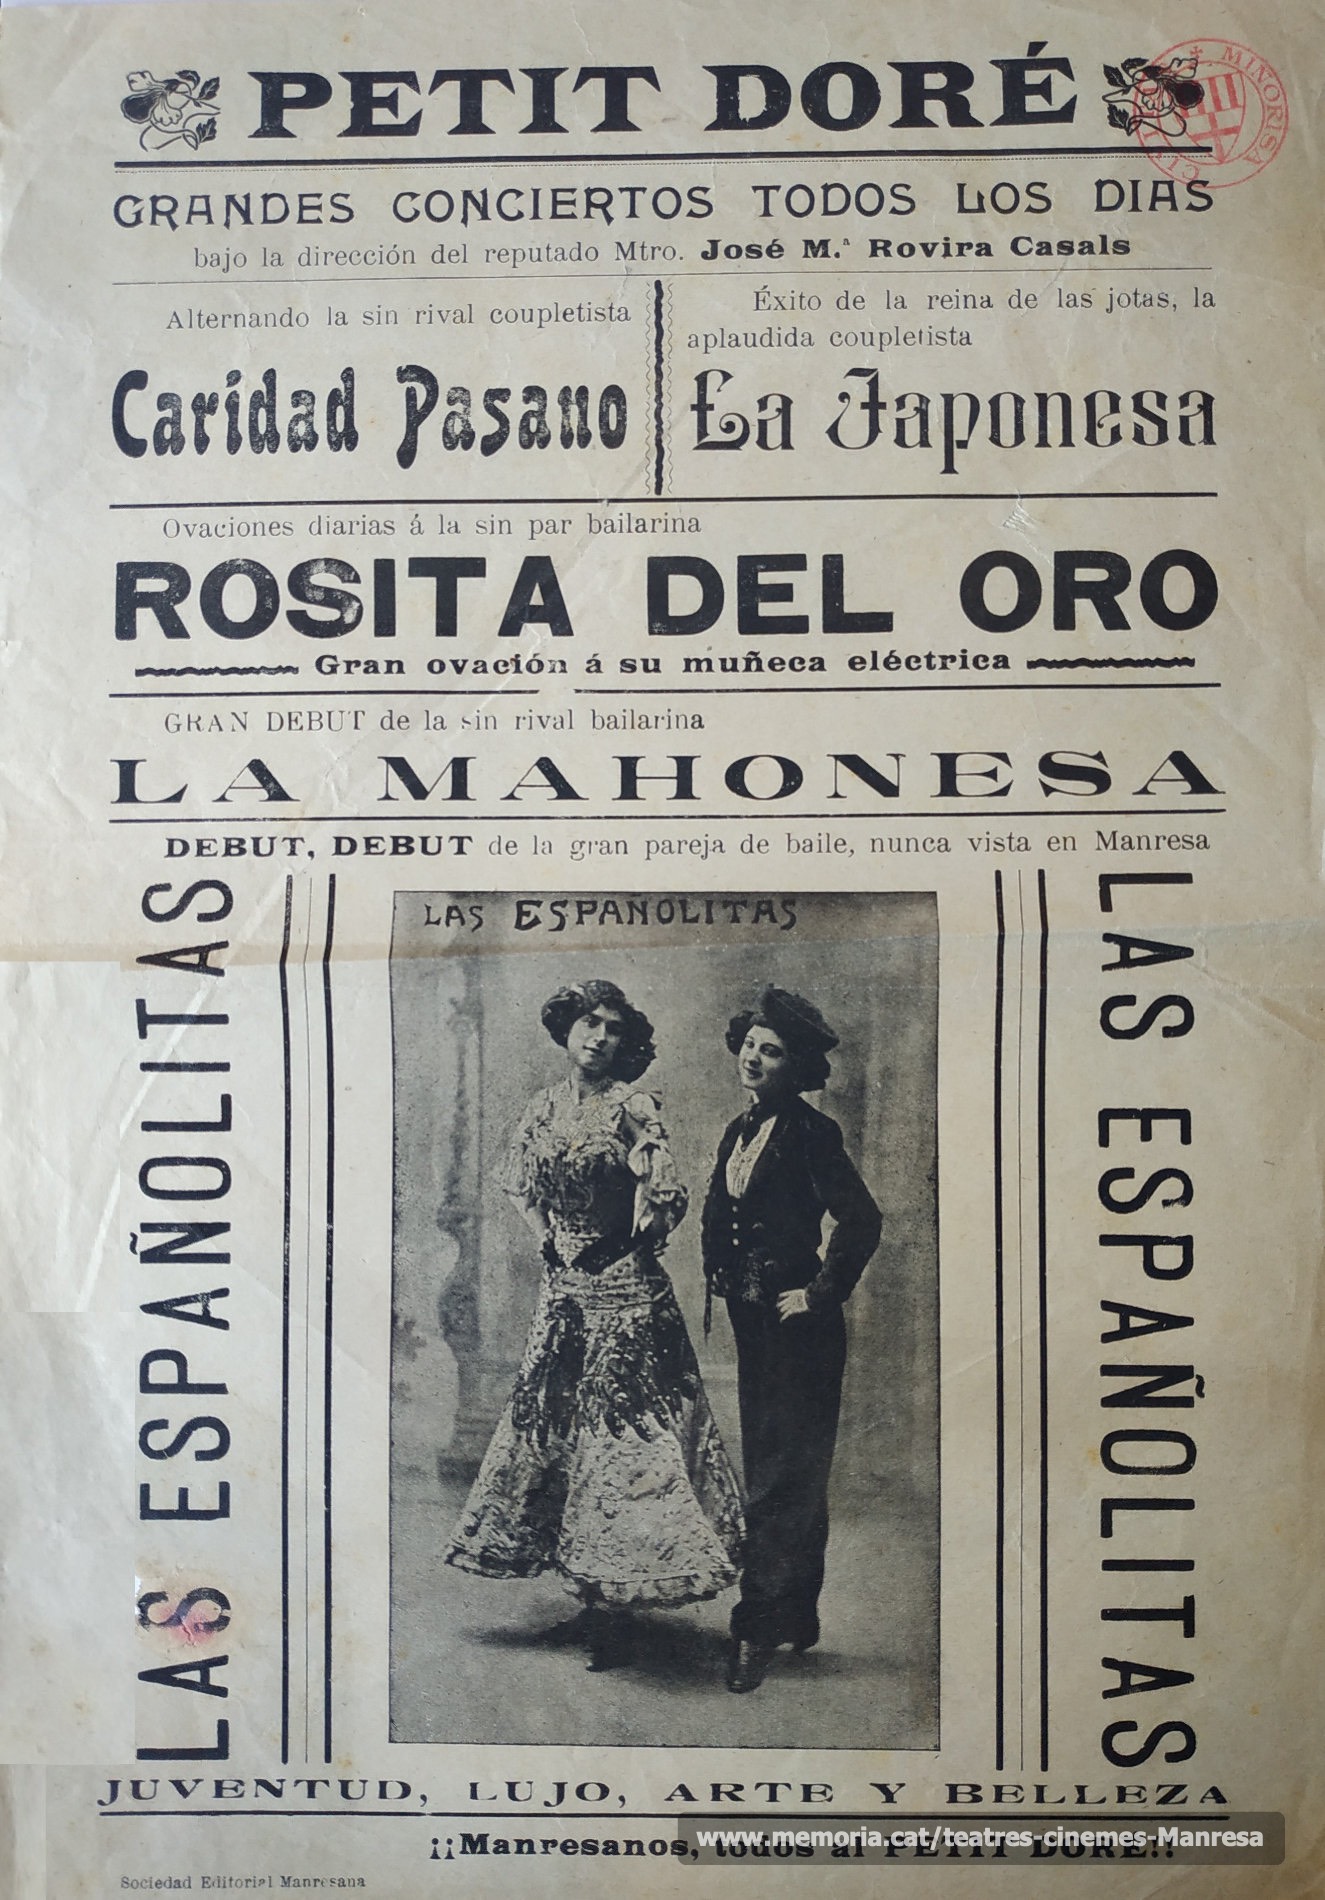 PETIT DORÉ
MINORISA
GRANDES CONCIERTOS TODOS LOS DIAS
bajo la dirección del reputado Mtro. José M.ª Rovira Casals
Alternando la sin rival coupletista
Caridad Pasano
Éxito de la reina de las jotas, la
aplaudida coupletista
La Japonesa
Ovaciones diarias á la sin par bailarina
ROSITA DEL ORO
Gran ovación á su muñeca eléctrica
GRAN DEBUT de la sin rival bailarina
LA MAHONESA
DEBUT, DEBUT de la gran pareja de baile, nunca vista en Manresa
LAS ESPAÑOLITAS
LAS ESPAÑOLITAS
LAS ESPAÑOLITAS
JUVENTUD, LUJO, ARTE Y BELLEZA
¡¡Manresanos, todos al PETIT DORÉ!!
www.memoria.cat/teatres-cinemes-Manresa
Sociedad Editorial Manresana